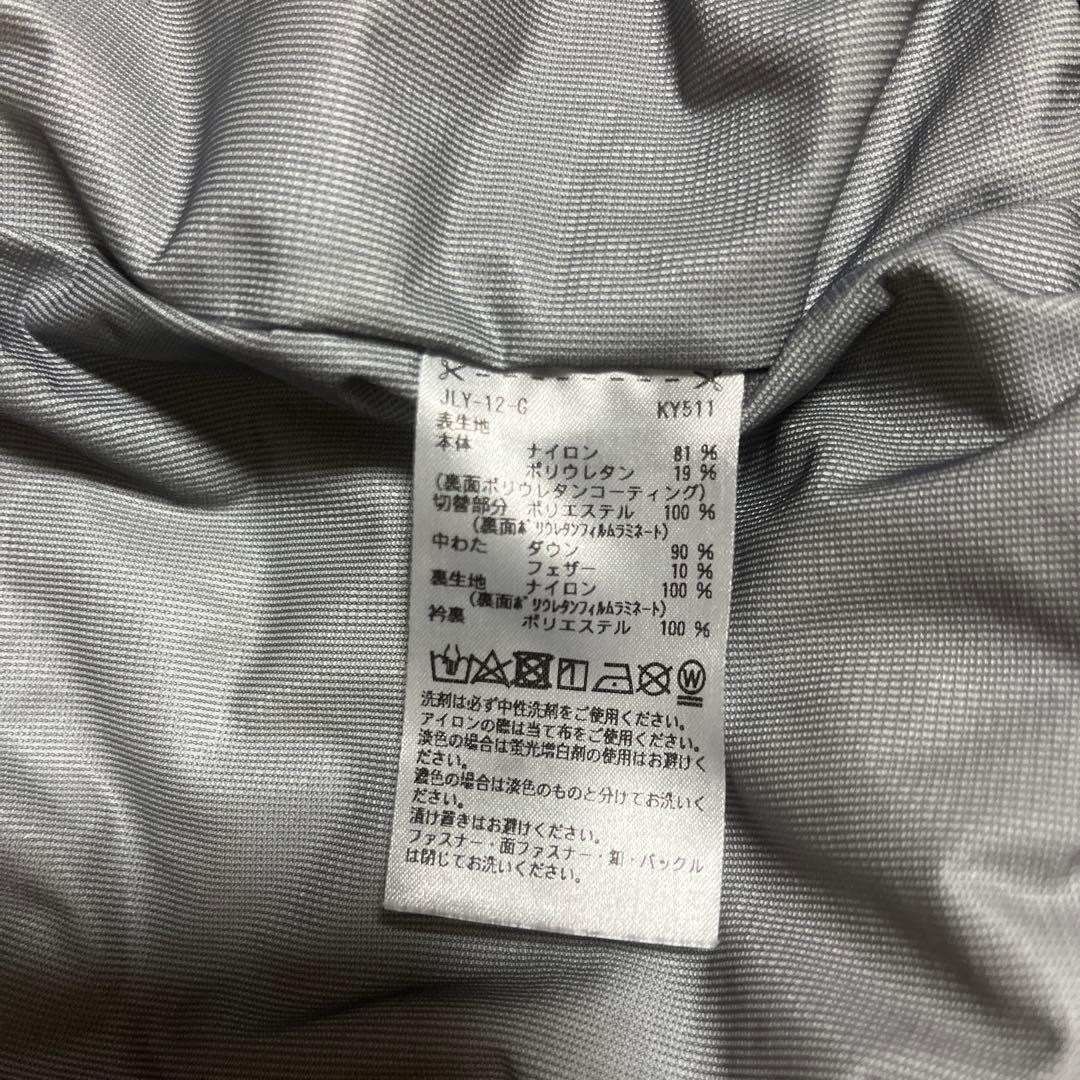 JLY-12-G KY511
表生地
本体 ナイロン 81 %
ポリウレタン 19 %
(裏面ポリウレタンコーティング)
切替部分 ポリエステル 100 %
(裏面ﾎﾟﾘｳﾚﾀﾝﾌｨﾙﾑﾗﾐﾈｰﾄ)
中わた ダウン 90 %
フェザー 10 %
裏生地 ナイロン 100 %
(裏面ﾎﾟﾘｳﾚﾀﾝﾌｨﾙﾑﾗﾐﾈｰﾄ)
衿裏 ポリエステル 100 %
W
洗剤は必ず中性洗剤をご使用ください。
アイロンの際は当て布をご使用ください。
淡色の場合は蛍光増白剤の使用はお避けく
ださい。
濃色の場合は淡色のものと分けてお洗いく
ださい。
漬け置きはお避けください。
ファスナー・面ファスナー・釦・バックル
は閉じてお洗いください。